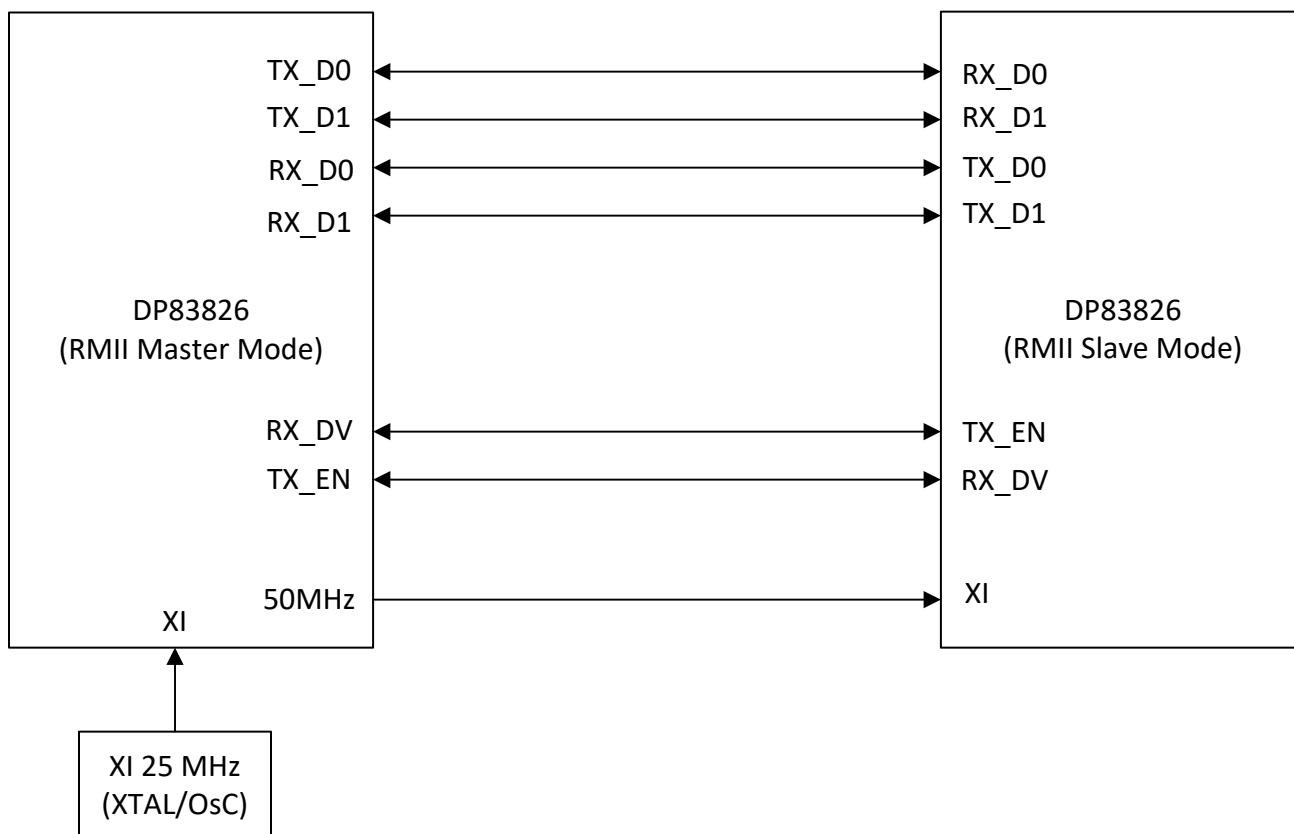 TX_D0
TX_D1
RX_D0
RX_D1
DP83826
(RMII Master Mode)
RX_DV
TX_EN
50MHz
XI
XI 25 MHz
(XTAL/OsC)
RX_D0
RX_D1
TX_D0
TX_D1
DP83826
(RMII Slave Mode)
TX_EN
RX_DV
XI